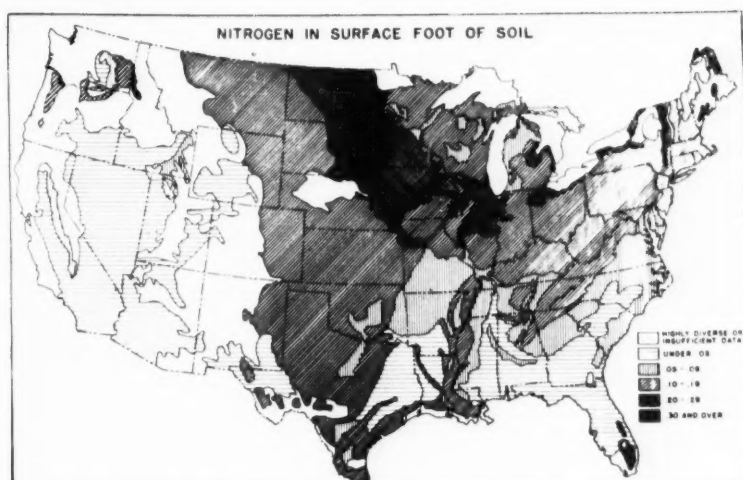 NITROGEN IN SURFACE FOOT OF SOIL
HIGHLY DIVERSE OR
INSUFFICIENT DATA
UNDER .05
.05 - .09
.10 - .19
.20 - .29
.30 AND OVER